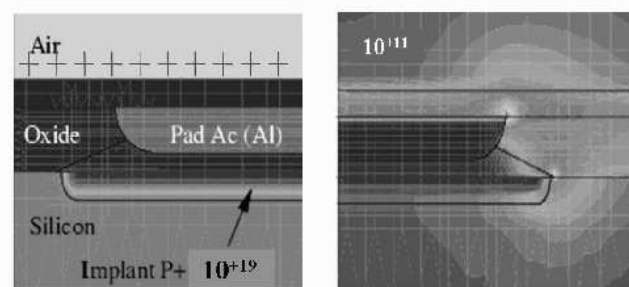 Air
10⁺¹¹
Oxide
Pad Ac (Al)
Silicon
Implant P+ 10⁺¹⁹